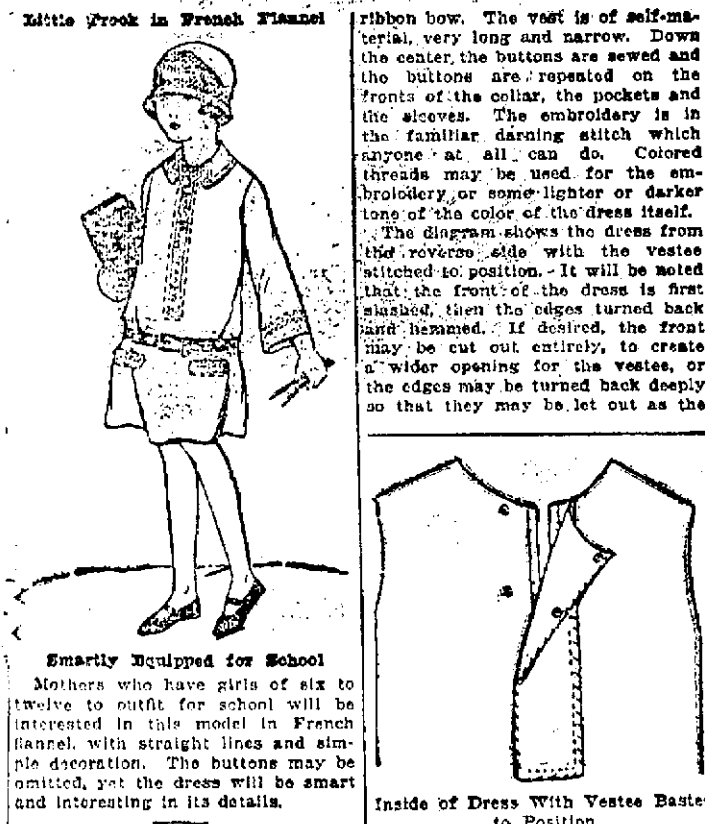 Little Frock in French Flannel
Smartly Equipped for School
Mothers who have girls of six to
twelve to outfit for school will be
interested in this model in French
flannel, with straight lines and sim-
ple decoration. The buttons may be
omitted, yet the dress will be smart
and interesting in its details.
ribbon bow. The vest is of self-ma-
terial, very long and narrow. Down
the center, the buttons are sewed and
the buttons are repeated on the
fronts of the collar, the pockets and
the sleeves. The embroidery is in
the familiar darning stitch which
anyone at all can do. Colored
threads may be used for the em-
broidery or some lighter or darker
tone of the color of the dress itself.
The diagram shows the dress from
the reverse side with the vestee
stitched to position. It will be noted
that the front of the dress is first
slashed, then the edges turned back
and hemmed. If desired, the front
may be cut out entirely, to create
a wider opening for the vestee, or
the edges may be turned back deeply
so that they may be let out as the
Inside of Dress With Vestee Baste
to Position